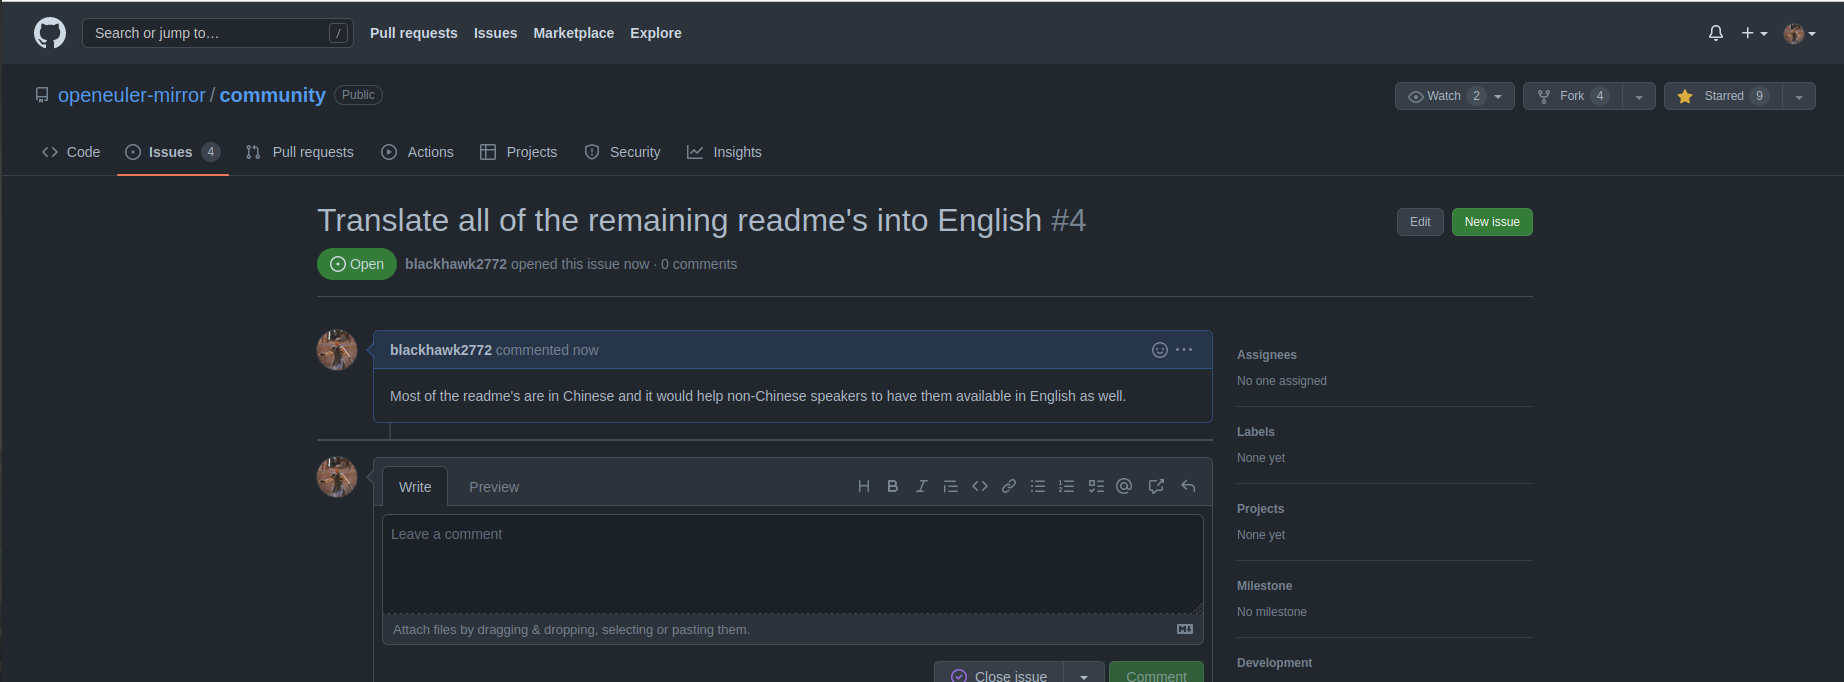 Search or jump to… /
Pull requests Issues Marketplace Explore
openeuler-mirror / community Public
Watch 2 Fork 4 Starred 9
Code Issues 4 Pull requests Actions Projects Security Insights
Translate all of the remaining readme's into English #4
Edit New issue
Open blackhawk2772 opened this issue now · 0 comments
blackhawk2772 commented now
Most of the readme's are in Chinese and it would help non-Chinese speakers to have them available in English as well.
Write Preview
Leave a comment
Attach files by dragging & dropping, selecting or pasting them.
Close issue Comment
Assignees
No one assigned
Labels
None yet
Projects
None yet
Milestone
No milestone
Development